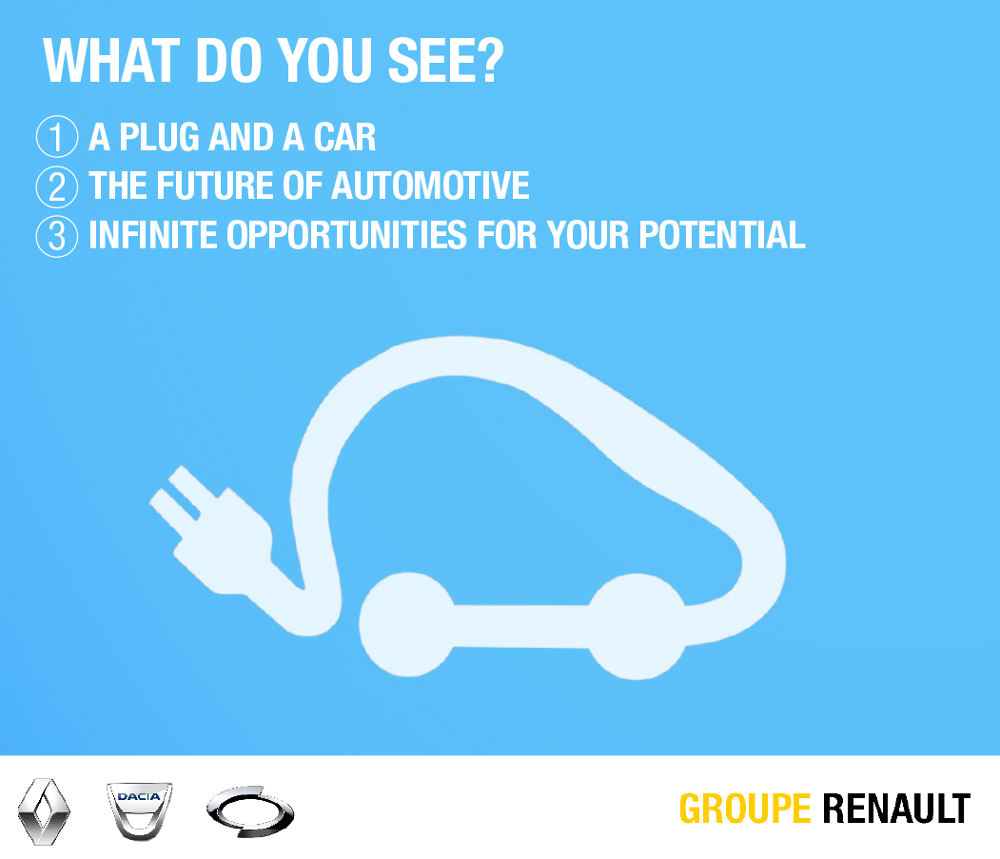 WHAT DO YOU SEE?
1 A PLUG AND A CAR
2 THE FUTURE OF AUTOMOTIVE
3 INFINITE OPPORTUNITIES FOR YOUR POTENTIAL
DACIA
GROUPE RENAULT